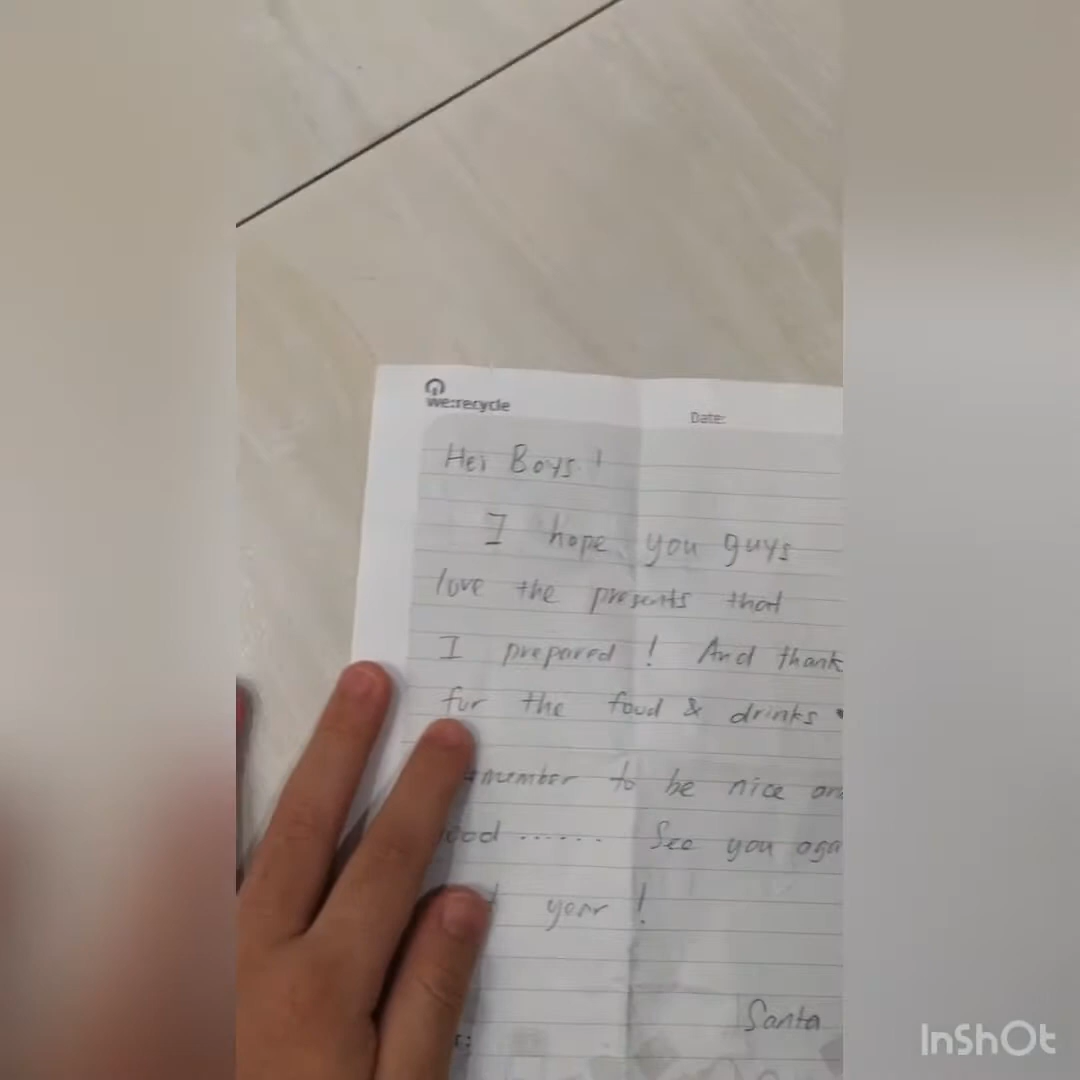 we:recycle
Date:
Hei Boys !
I hope you guys
love the presents that
I prepared ! And thank
for the food & drinks
to be nice
...... See you
year !
Santa
InShOt